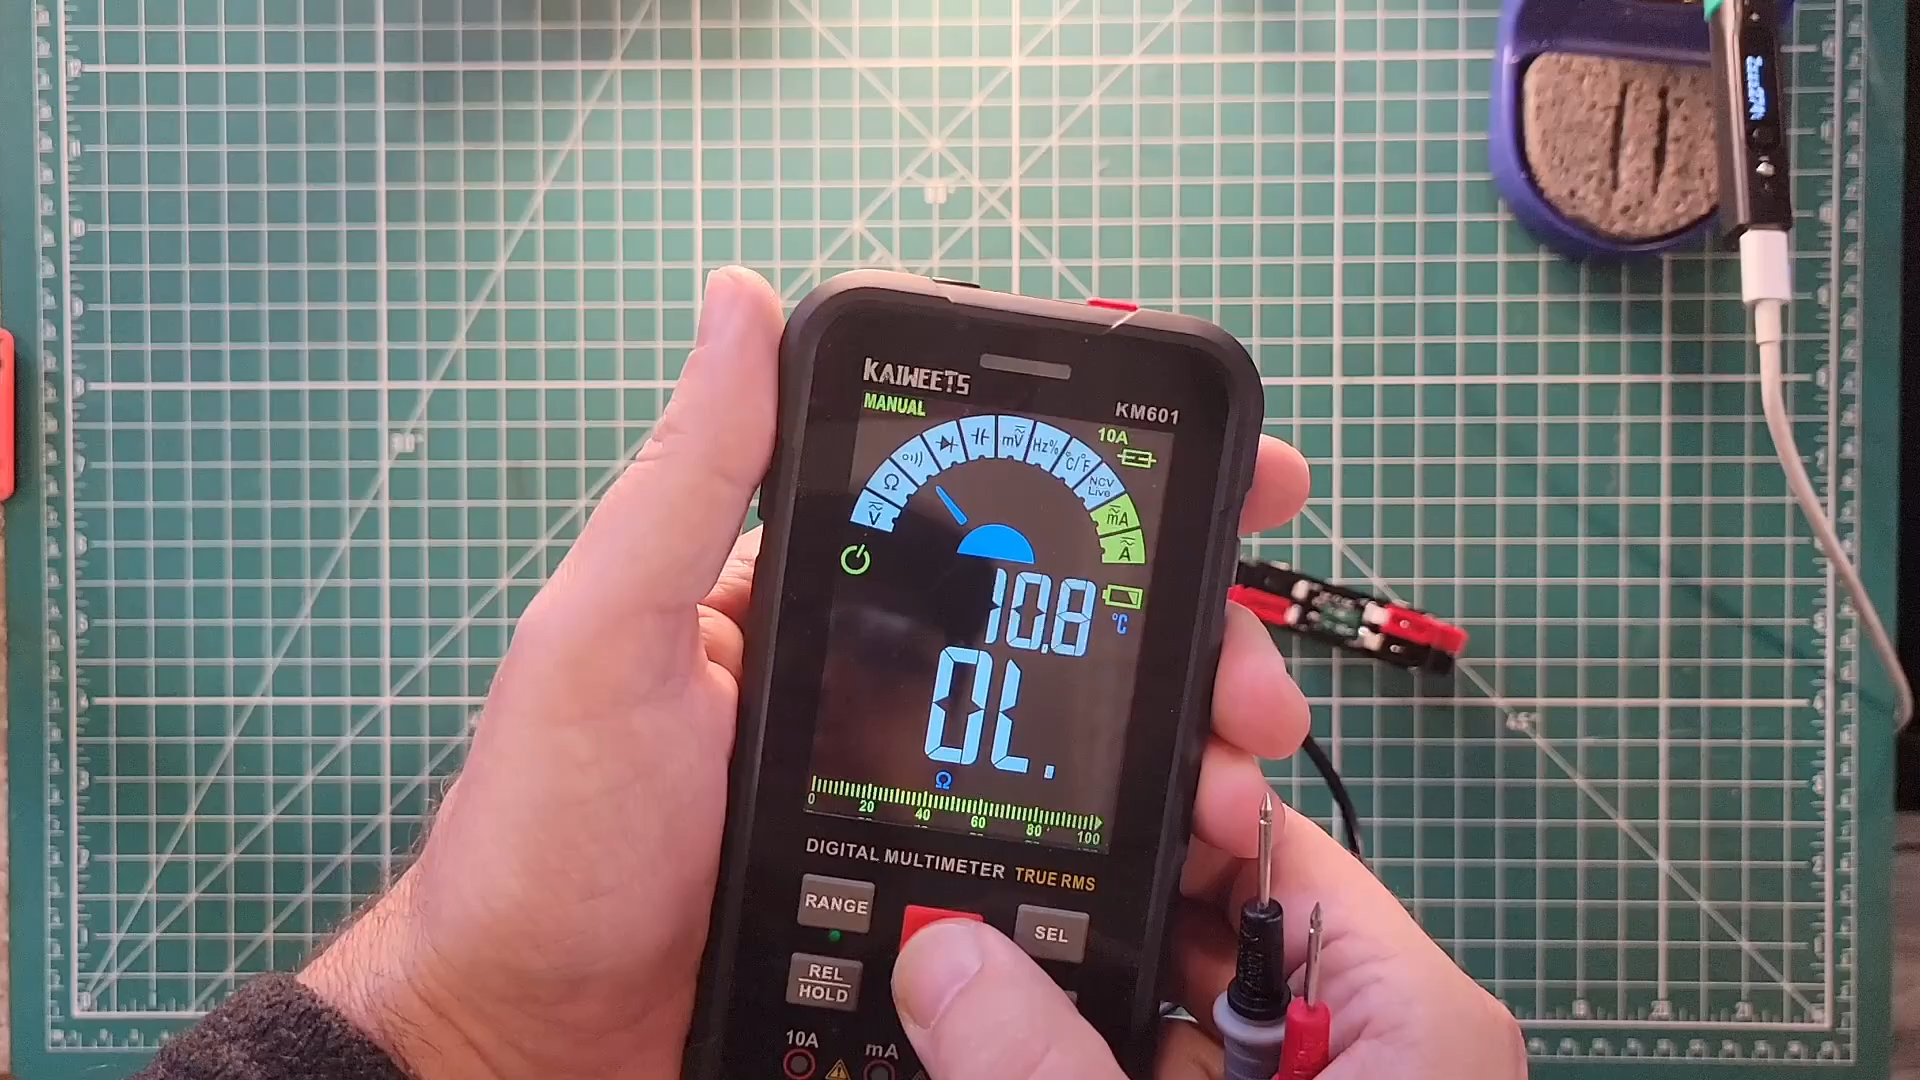 KAIWEETS
KM601
MANUAL
10A
V
Ω
mV
Hz%
°C/°F
NCV
Live
mA
A
10.8
°C
OL.
Ω
0 20 40 60 80 100
DIGITAL MULTIMETER TRUE RMS
RANGE
SEL
REL
HOLD
10A
mA
45°